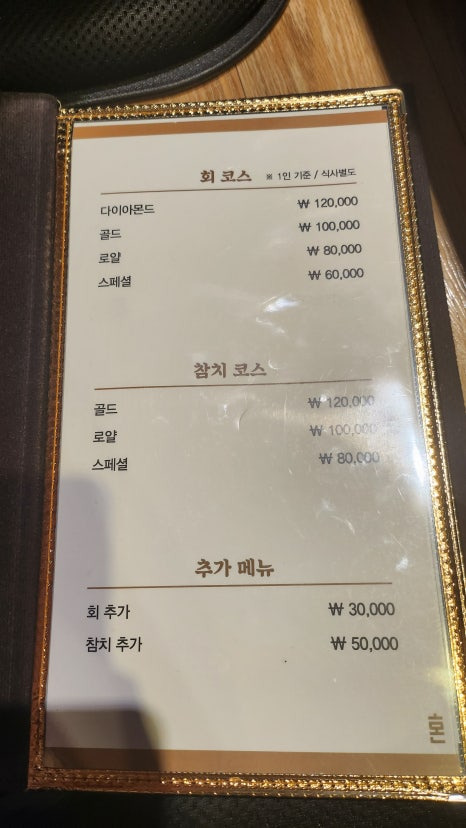 회 코스 ※ 1인 기준 / 식사별도
다이아몬드 ₩ 120,000
골드 ₩ 100,000
로얄 ₩ 80,000
스페셜 ₩ 60,000
참치 코스
골드 ₩ 120,000
로얄 ₩ 100,000
스페셜 ₩ 80,000
추가 메뉴
회 추가 ₩ 30,000
참치 추가 ₩ 50,000
혼